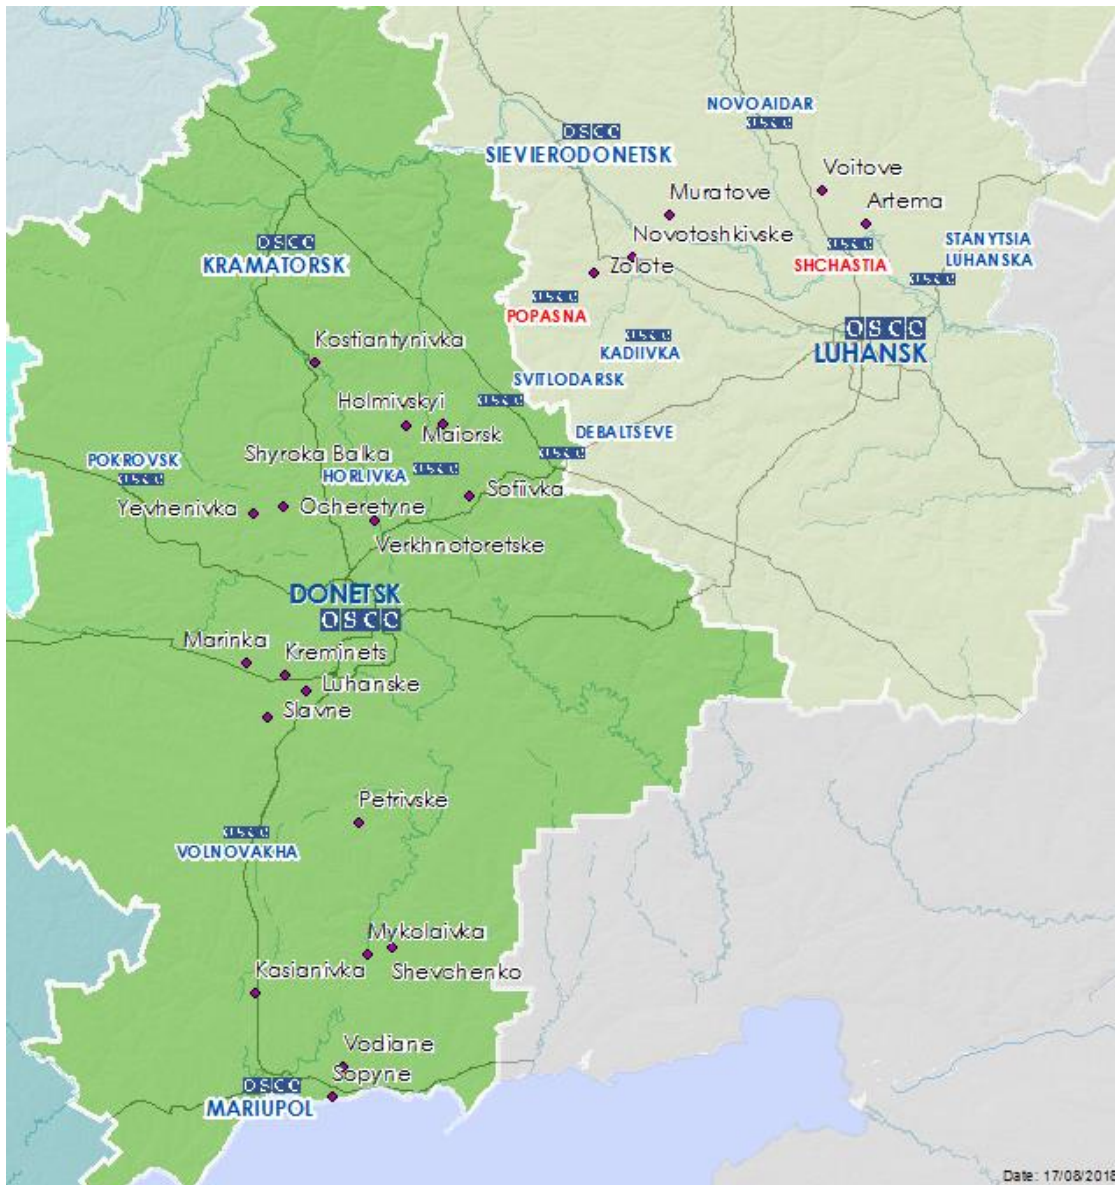 NOVOAIDAR
OSCE
OSCE
SIEVIERODONETSK
Voitove
Muratove
Artema
Novotoshkivske
STANYTSIA
LUHANSKA
OSCE
KRAMATORSK
OSCE
SHCHASTIA
Zolote
OSCE
OSCE
POPASNA
OSCE
LUHANSK
OSCE
KADIIVKA
Kostiantynivka
SVITLODARSK
OSCE
Holmivskyi
Maiorsk
DEBALTSEVE
OSCE
Shyroka Balka
POKROVSK
OSCE
HORLIVKA
OSCE
Sofiivka
Yevhenivka
Ocheretyne
Verkhnotoretske
DONETSK
OSCE
Marinka
Kreminets
Luhanske
Slavne
Petrivske
OSCE
VOLNOVAKHA
Mykolaivka
Kasianivka
Shevchenko
Vodiane
Sopyne
OSCE
MARIUPOL
Date: 17/08/2018